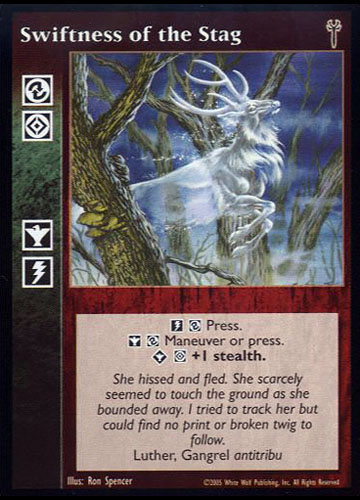 Swiftness of the Stag
Press.
Maneuver or press.
+1 stealth.
She hissed and fled. She scarcely
seemed to touch the ground as she
bounded away. I tried to track her but
could find no print or broken twig to
follow.
Luther, Gangrel antitribu
Illus: Ron Spencer
©2005 White Wolf Publishing, Inc. All Rights Reserved